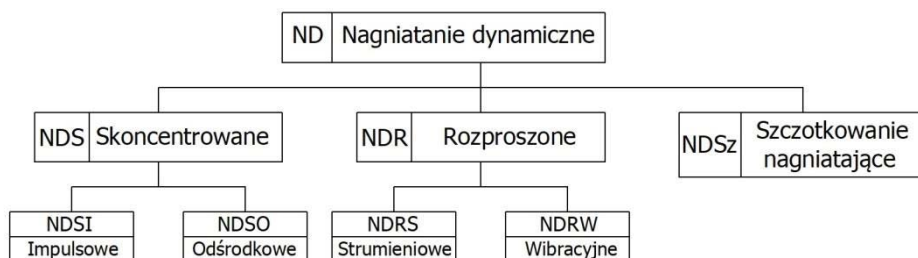 ND Nagniatanie dynamiczne
NDS Skoncentrowane
NDR Rozproszone
NDSz Szczotkowanie
nagniatające
NDSI
Impulsowe
NDSO
Odśrodkowe
NDRS
Strumieniowe
NDRW
Wibracyjne